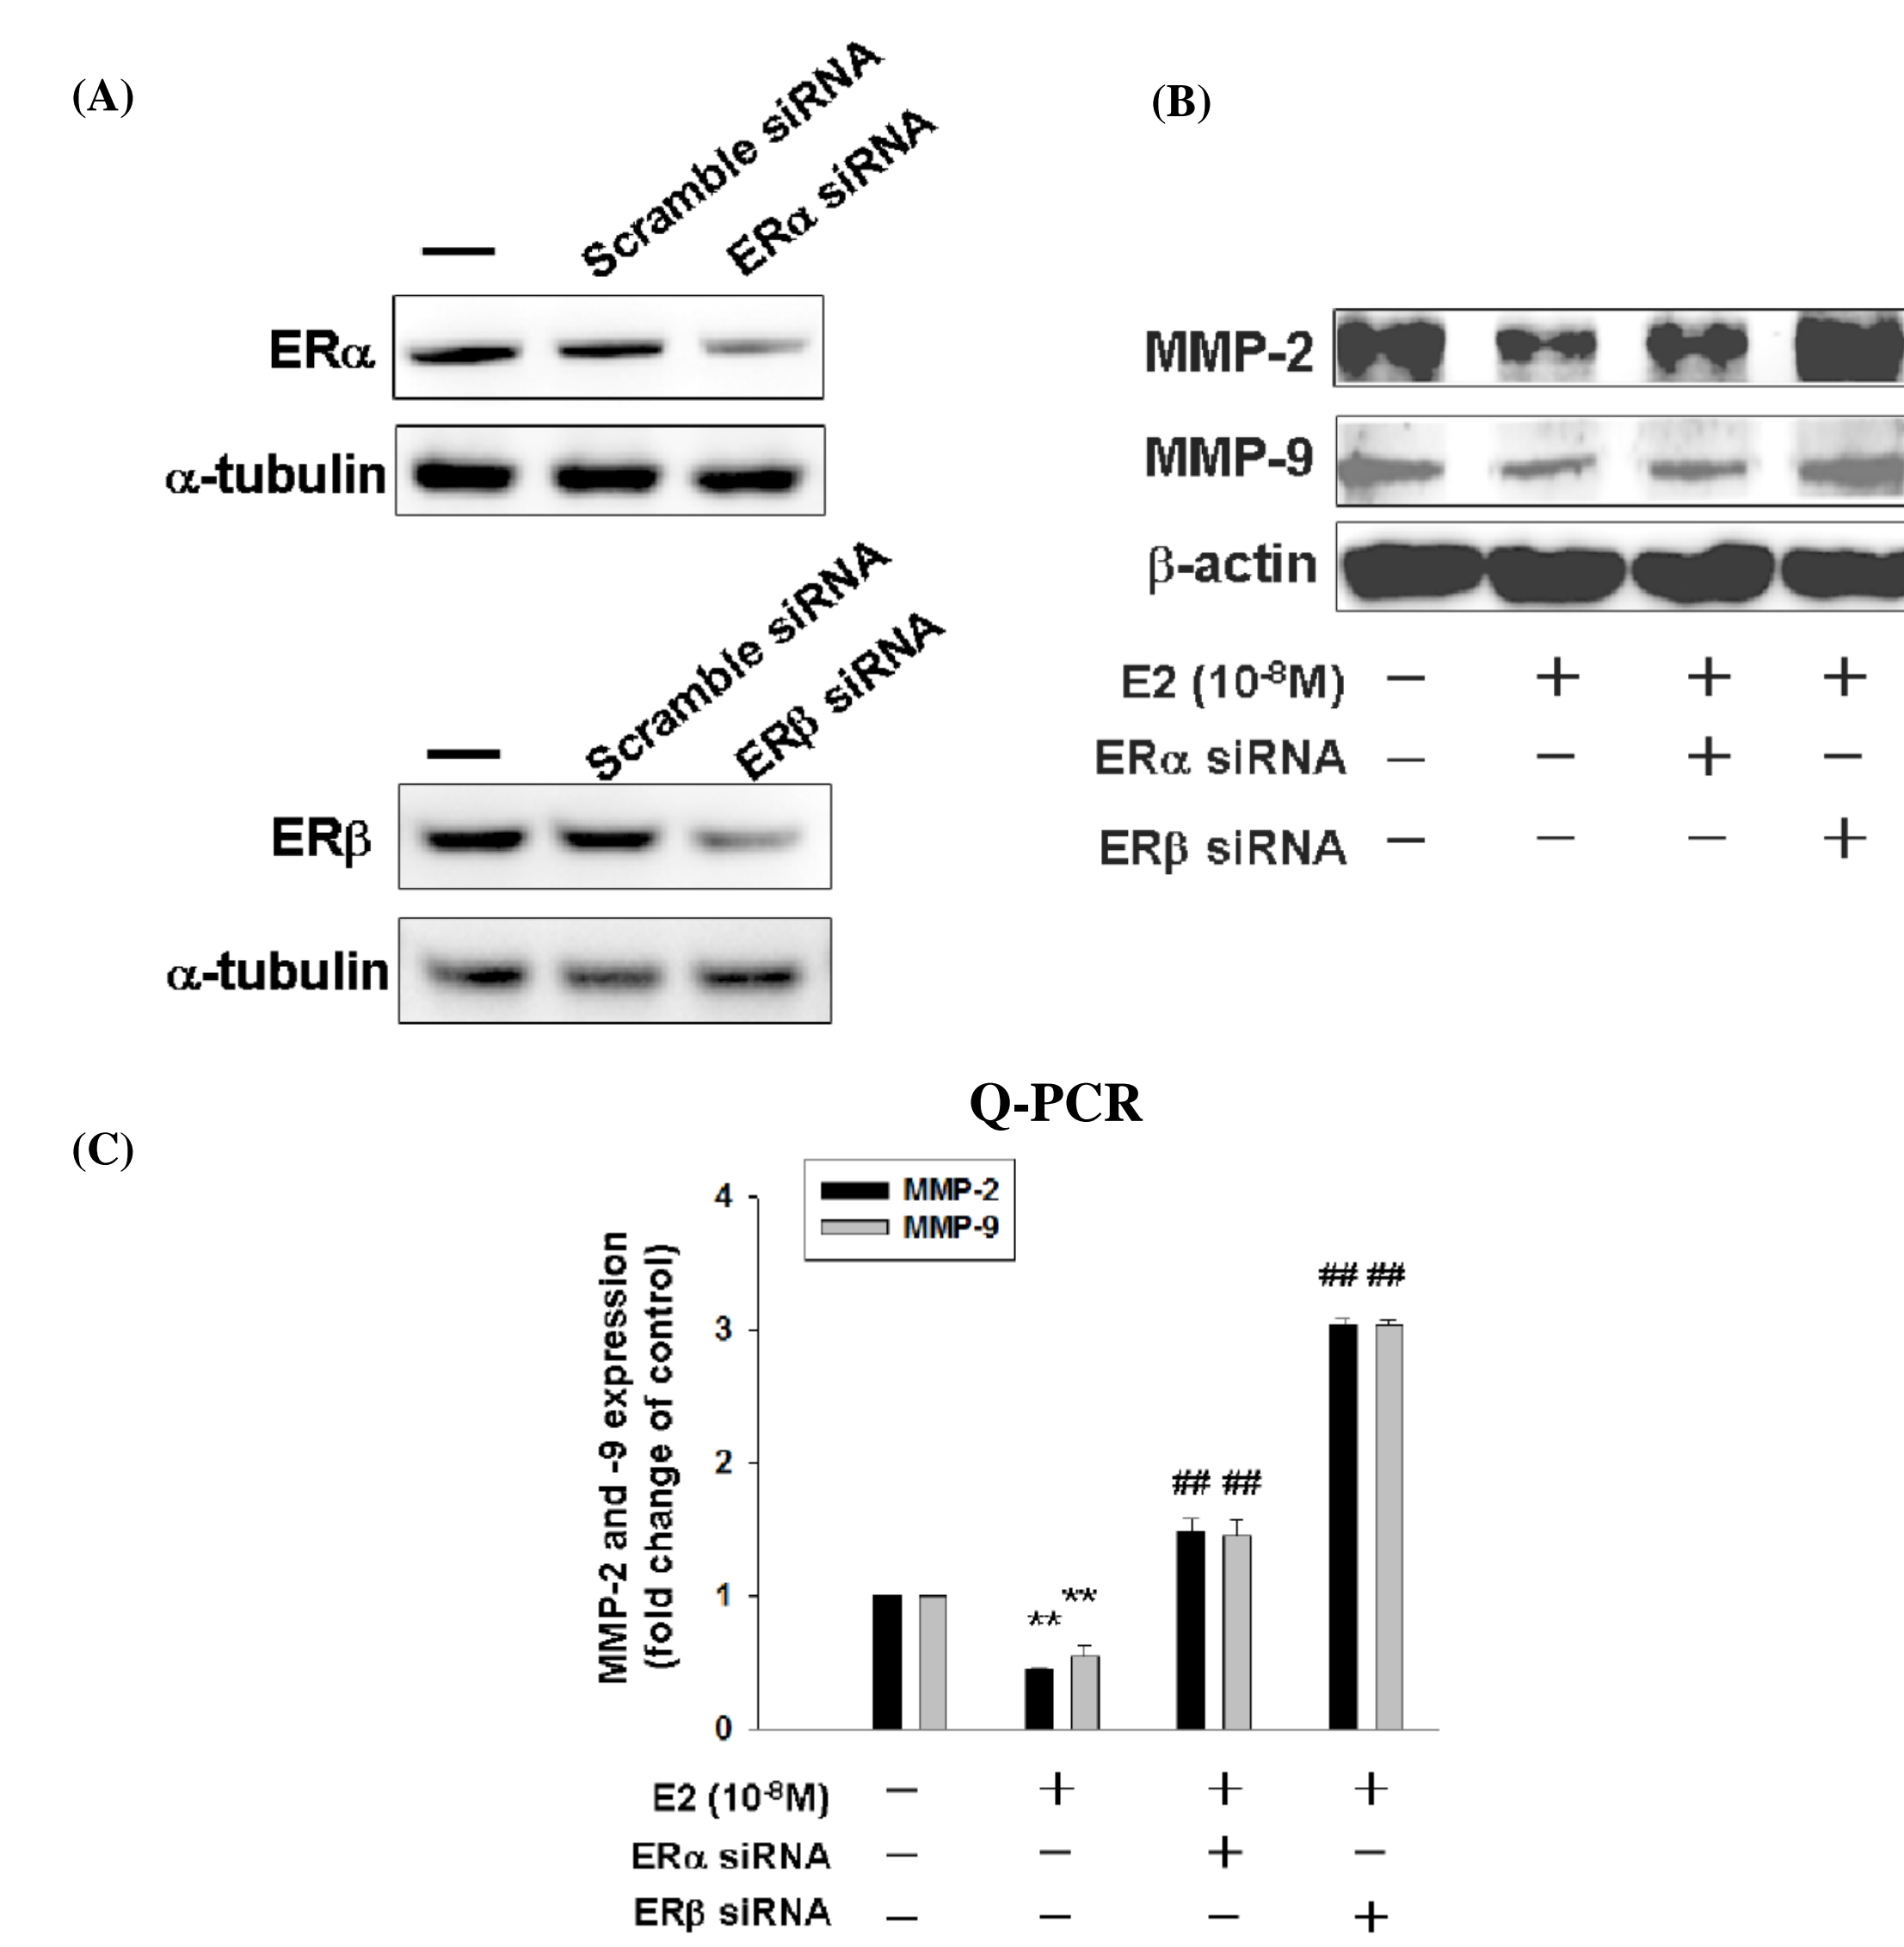 (A)
Scramble siRNA
ERα siRNA
—
ERα
α-tubulin
Scramble siRNA
ERβ siRNA
—
ERβ
α-tubulin
(B)
MMP-2
MMP-9
β-actin
E2 (10⁻⁸M) − + + +
ERα siRNA − − + −
ERβ siRNA − − − +
(C)
Q-PCR
MMP-2
MMP-9
MMP-2 and -9 expression
(fold change of control)
4
3
2
1
0
** **
## ##
## ##
E2 (10⁻⁸M) − + + +
ERα siRNA − − + −
ERβ siRNA − − − +